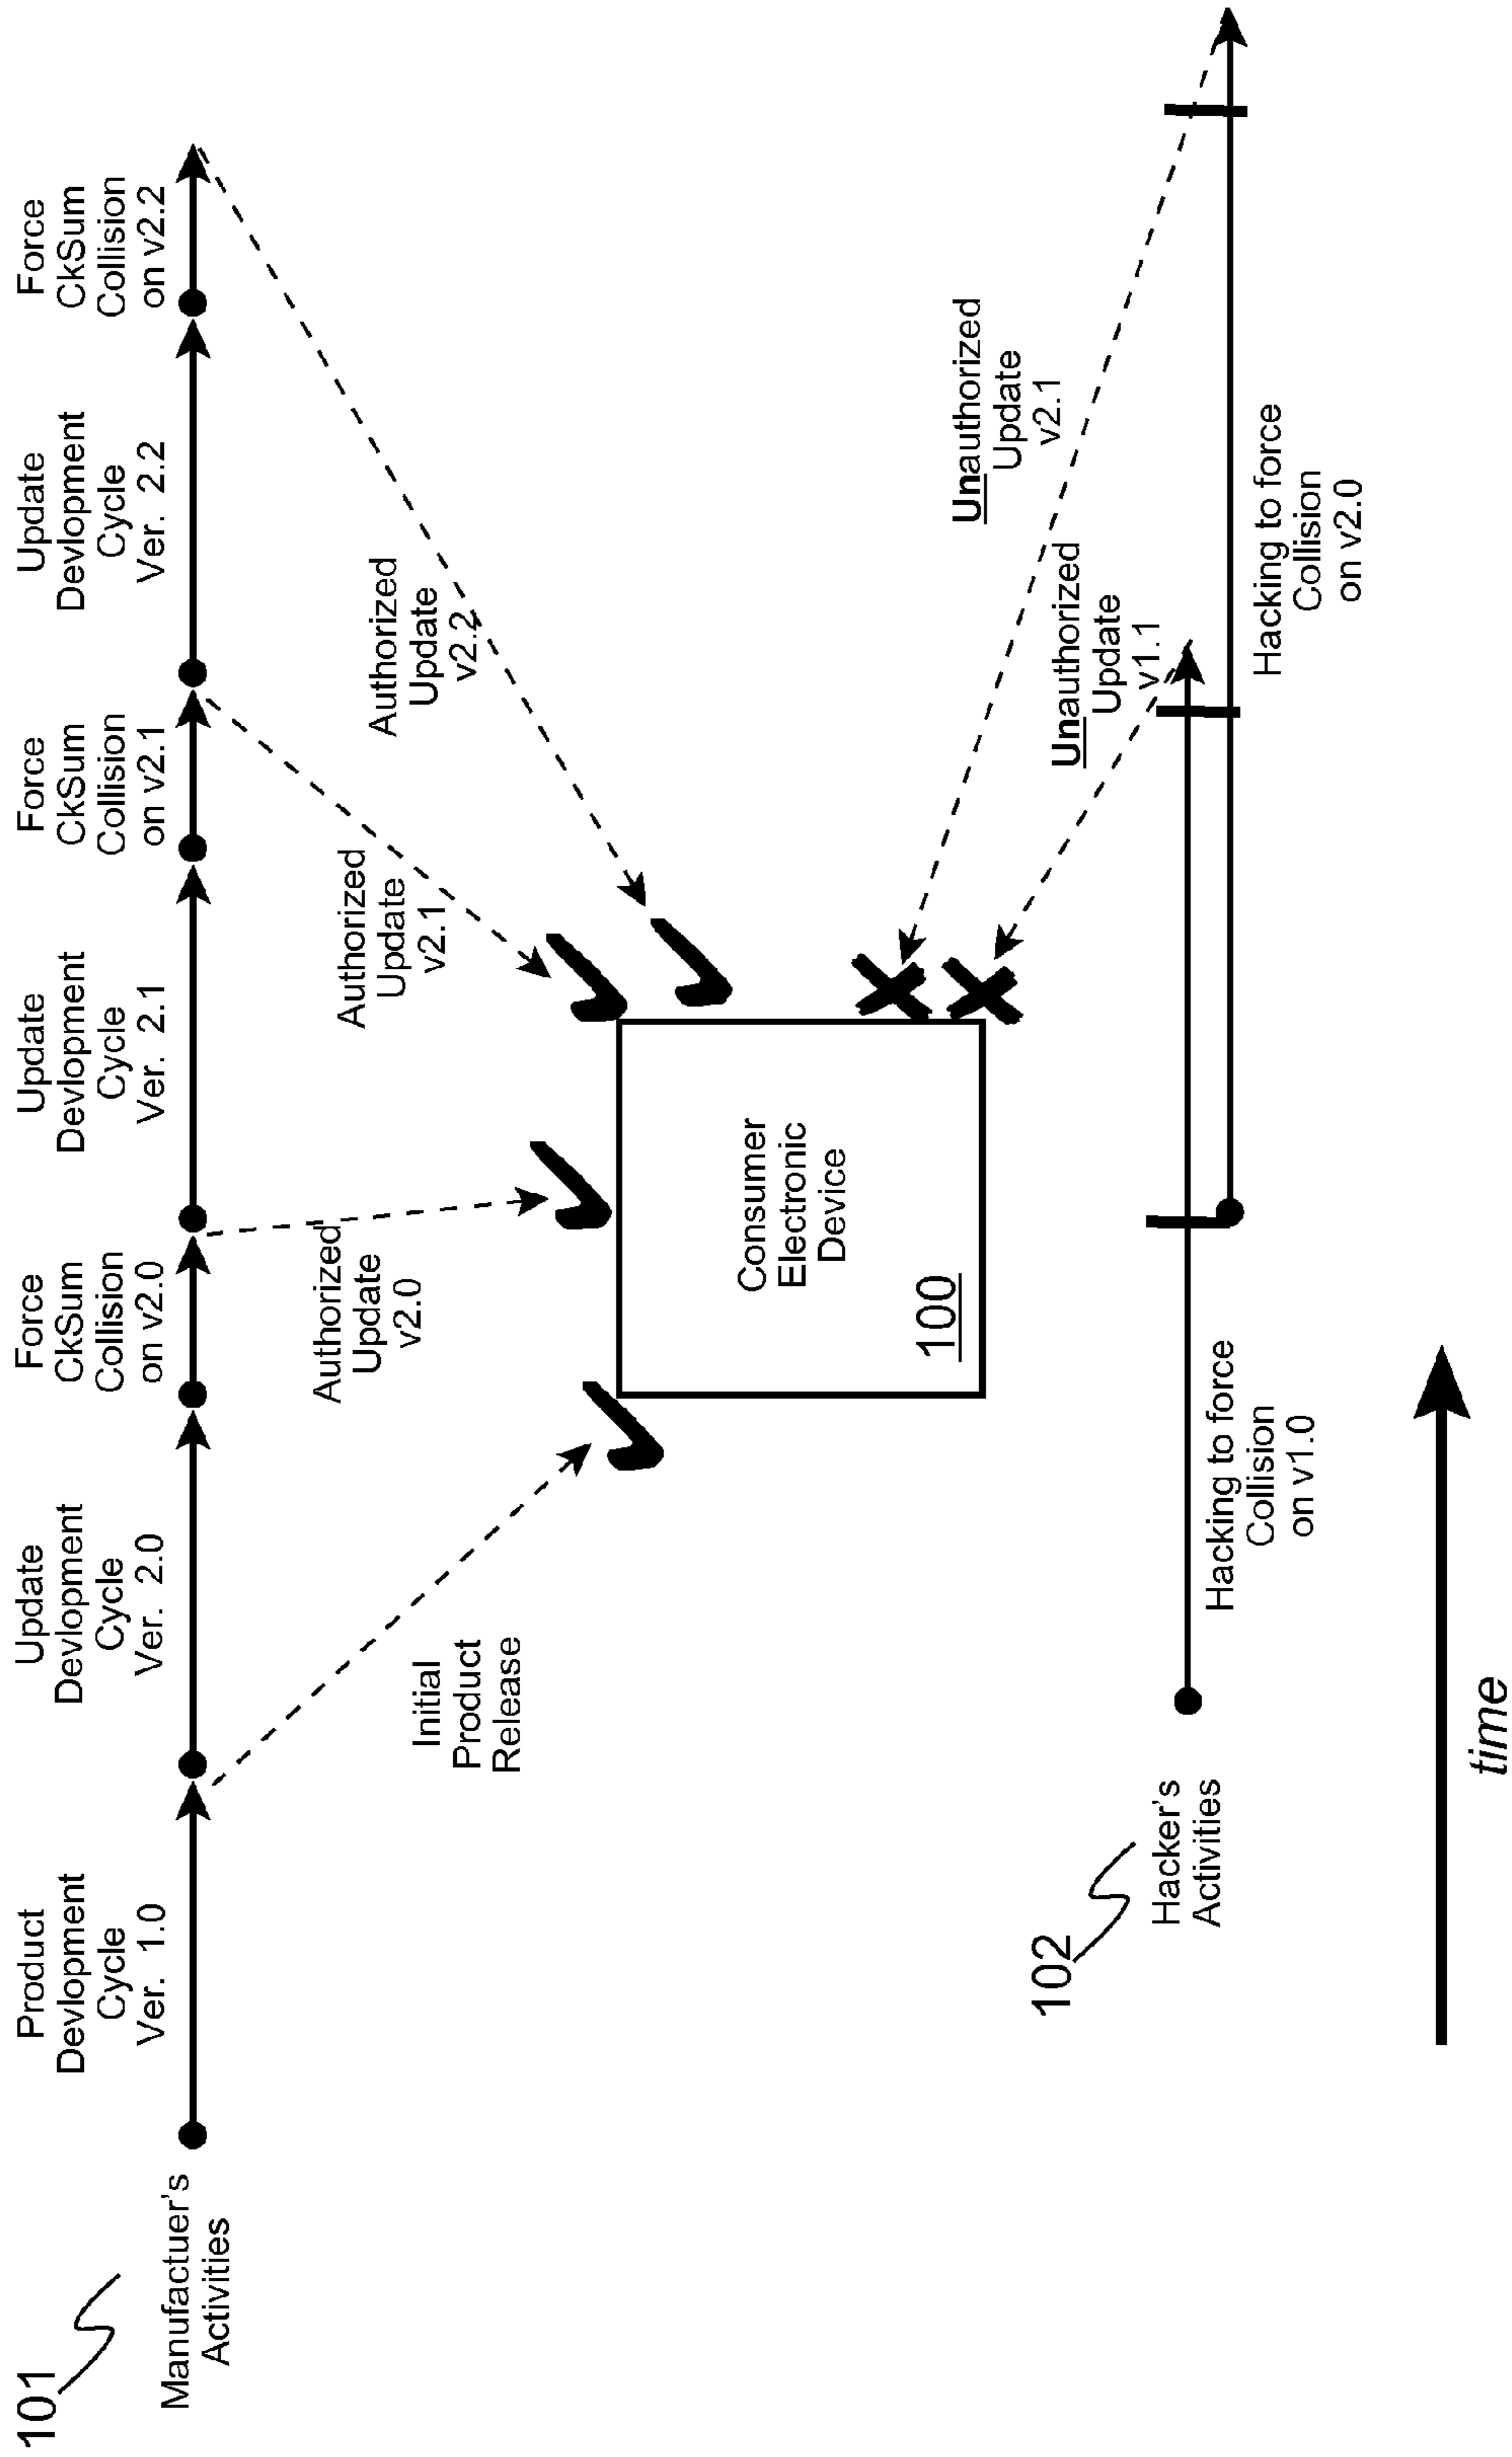 101
Manufactuer's
Activities
Product
Devlopment
Cycle
Ver. 1.0
Update
Devlopment
Cycle
Ver. 2.0
Force
CkSum
Collision
on v2.0
Update
Devlopment
Cycle
Ver. 2.1
Force
CkSum
Collision
on v2.1
Update
Devlopment
Cycle
Ver. 2.2
Force
CkSum
Collision
on v2.2
Initial
Product
Release
Authorized
Update
v2.0
Authorized
Update
v2.1
Authorized
Update
v2.2
Consumer
Electronic
Device
100
Unauthorized
Update
v2.1
Unauthorized
Update
v1.1
102
Hacker's
Activities
Hacking to force
Collision
on v1.0
Hacking to force
Collision
on v2.0
time